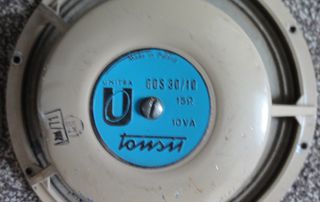 Made in Poland
UNITRA
GDS 30/10
15Ω
10VA
Tonsil